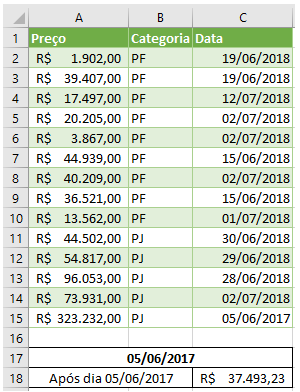 A B C
1 Preço Categoria Data
2 R$ 1.902,00 PF 19/06/2018
3 R$ 39.407,00 PF 19/06/2018
4 R$ 17.497,00 PF 12/07/2018
5 R$ 20.205,00 PF 02/07/2018
6 R$ 3.867,00 PF 02/07/2018
7 R$ 44.939,00 PF 15/06/2018
8 R$ 40.209,00 PF 02/07/2018
9 R$ 36.521,00 PF 15/06/2018
10 R$ 13.562,00 PF 01/07/2018
11 R$ 44.502,00 PJ 30/06/2018
12 R$ 54.817,00 PJ 29/06/2018
13 R$ 96.053,00 PJ 28/06/2018
14 R$ 73.931,00 PJ 02/07/2018
15 R$ 323.232,00 PJ 05/06/2017
16
17 05/06/2017
18 Após dia 05/06/2017 R$ 37.493,23